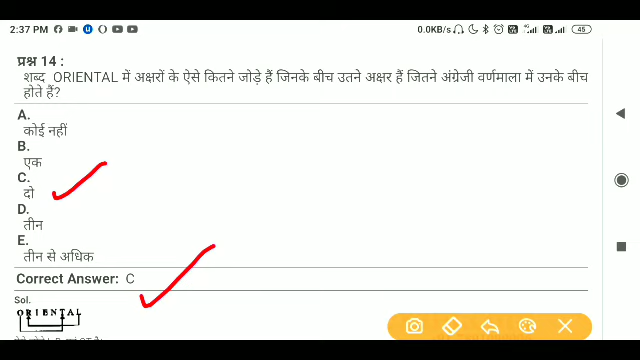 2:37 PM 0.0KB/s 45
प्रश्न 14 :
शब्द ORIENTAL में अक्षरों के ऐसे कितने जोड़े हैं जिनके बीच उतने अक्षर हैं जितने अंग्रेजी वर्णमाला में उनके बीच
होते हैं?
A.
कोई नहीं
B.
एक
C.
दो
D.
तीन
E.
तीन से अधिक
Correct Answer: C
Sol.
ORIENTAL